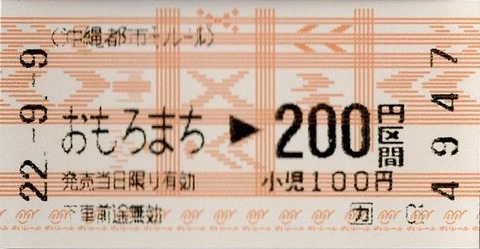 〈沖縄都市モノレール〉
22.-9.-9
おもろまち ▶ 200円区間
4947
発売当日限り有効 小児100円
下車前途無効 カ